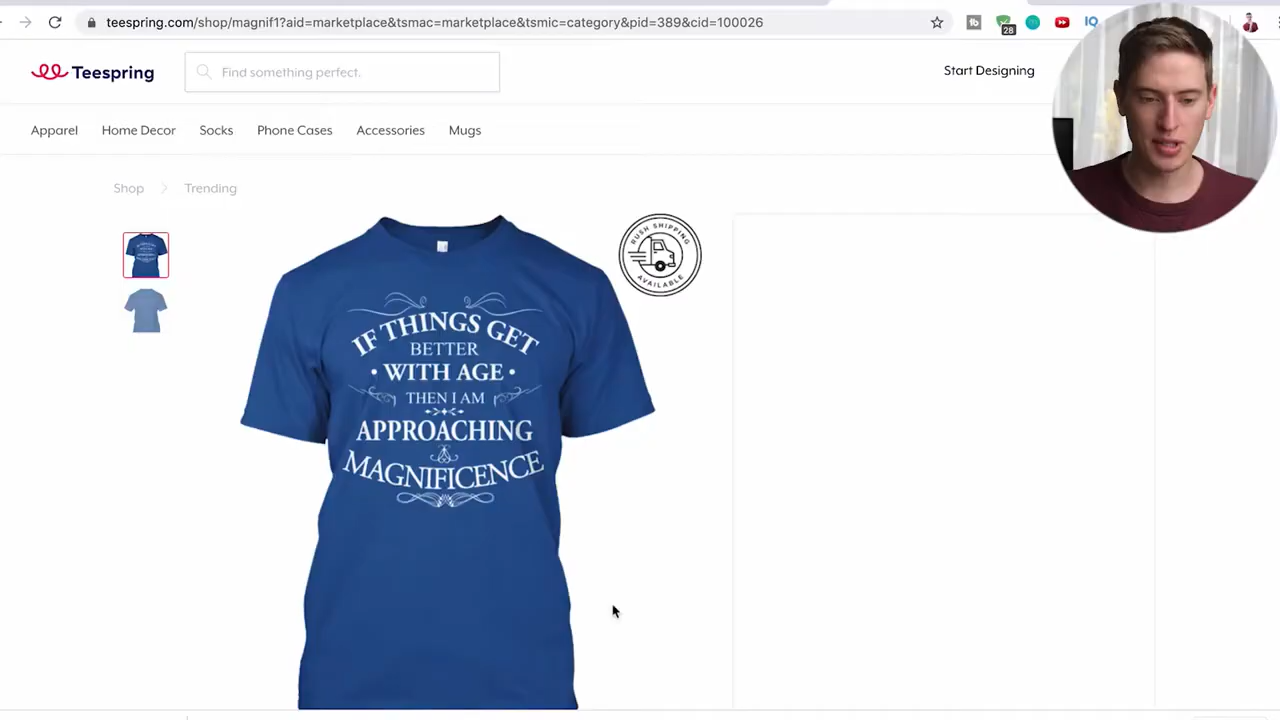 teespring.com/shop/magnif1?aid=marketplace&tsmac=marketplace&tsmic=category&pid=389&cid=100026
28
Teespring
Find something perfect.
Start Designing
Apparel
Home Decor
Socks
Phone Cases
Accessories
Mugs
Shop
Trending
RUSH SHIPPING
AVAILABLE
IF THINGS GET
BETTER
• WITH AGE •
THEN I AM
APPROACHING
MAGNIFICENCE